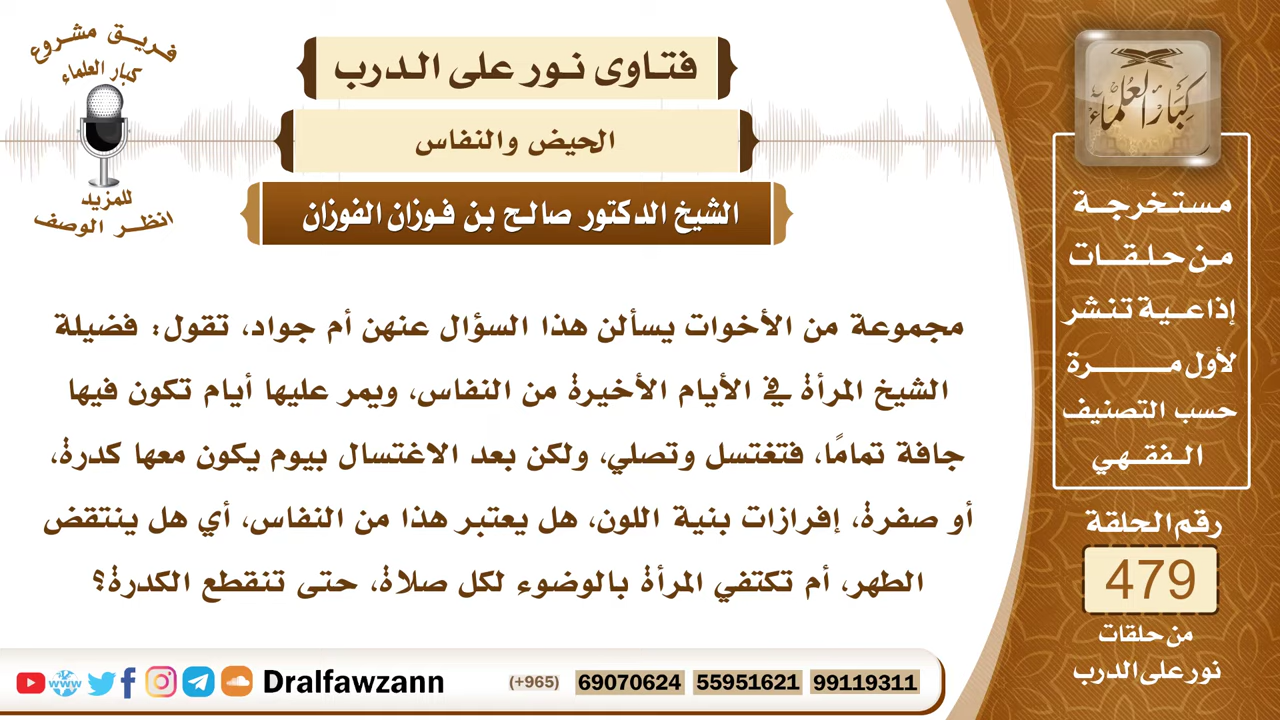 فريق مشروع
كبار العلماء
للمزيد
انظر الوصف
فتاوى نور على الدرب
الحيض والنفاس
الشيخ الدكتور صالح بن فوزان الفوزان
مجموعة من الأخوات يسألن هذا السؤال عنهن أم جواد، تقول: فضيلة
الشيخ المرأة في الأيام الأخيرة من النفاس، ويمر عليها أيام تكون فيها
جافة تمامًا، فتغتسل وتصلي، ولكن بعد الاغتسال بيوم يكون معها كدرة،
أو صفرة، إفرازات بنية اللون، هل يعتبر هذا من النفاس، أي هل ينتقض
الطهر، أم تكتفي المرأة بالوضوء لكل صلاة، حتى تنقطع الكدرة؟
كبار العلماء
مستخرجة
من حلقات
إذاعية تنشر
لأول مرة
حسب التصنيف
الفقهي
رقم الحلقة
479
من حلقات
نور على الدرب
www
Dralfawzann (+965) 69070624 55951621 99119311